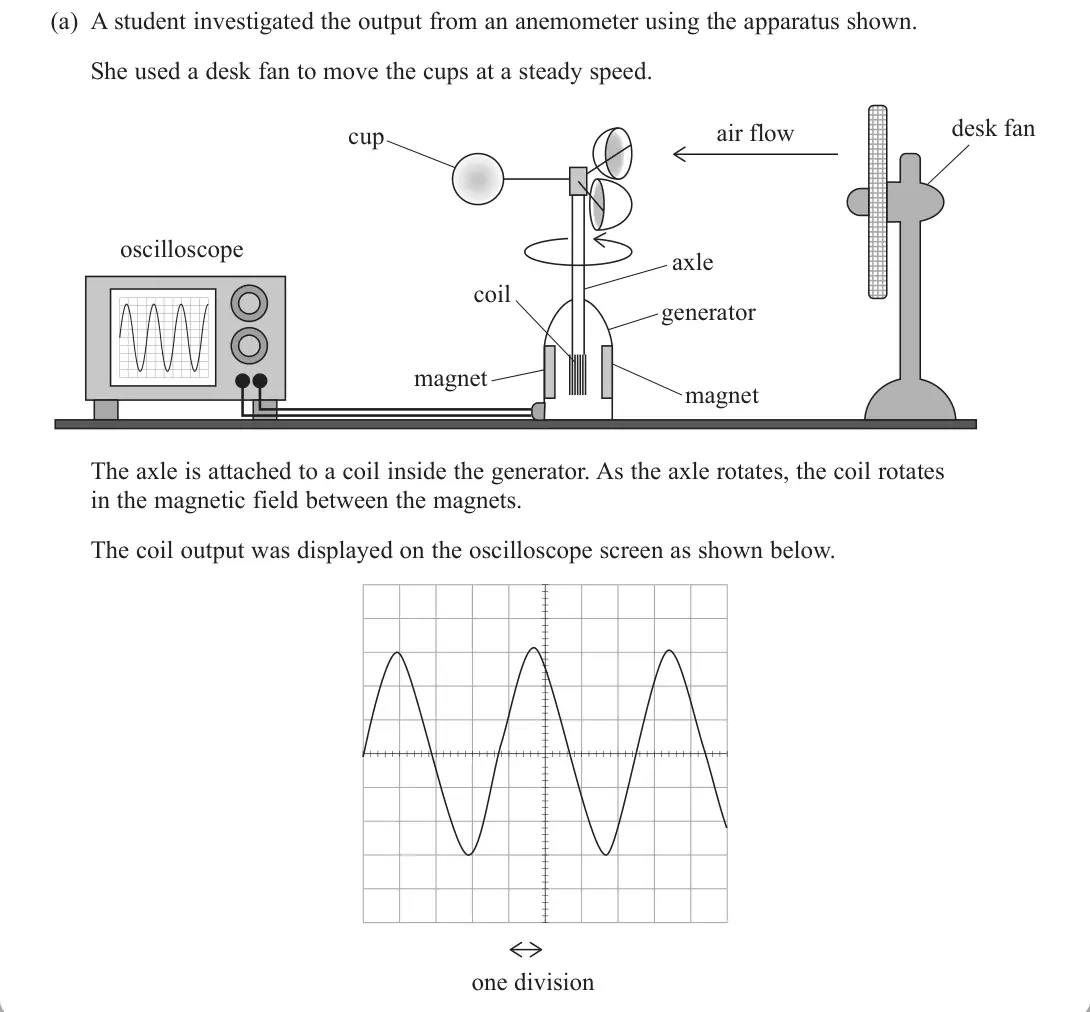 (a) A student investigated the output from an anemometer using the apparatus shown.
She used a desk fan to move the cups at a steady speed.
cup
air flow
desk fan
oscilloscope
axle
coil
generator
magnet
magnet
The axle is attached to a coil inside the generator. As the axle rotates, the coil rotates
in the magnetic field between the magnets.
The coil output was displayed on the oscilloscope screen as shown below.
one division